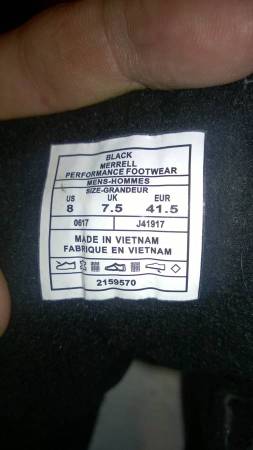 BLACK
MERRELL
PERFORMANCE FOOTWEAR
MENS-HOMMES
SIZE-GRANDEUR
US UK EUR
8 7.5 41.5
0617 J41917
MADE IN VIETNAM
FABRIQUE EN VIETNAM
2159570